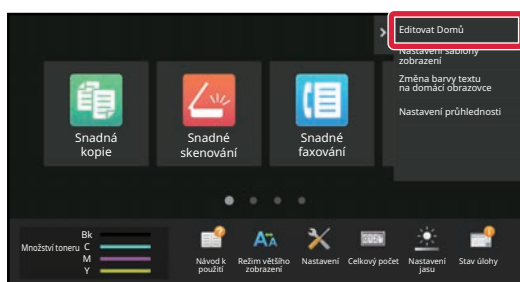 Editovat Domů
Nastavení šablony
zobrazení
Změna barvy textu
na domácí obrazovce
Nastavení průhlednosti
Snadná
kopie
Snadné
skenování
Snadné
faxování
Množství toneru
Bk
C
M
Y
Návod k
použití
Režim většího
zobrazení
Nastavení
Celkový počet
Nastavení
jasu
Stav úlohy